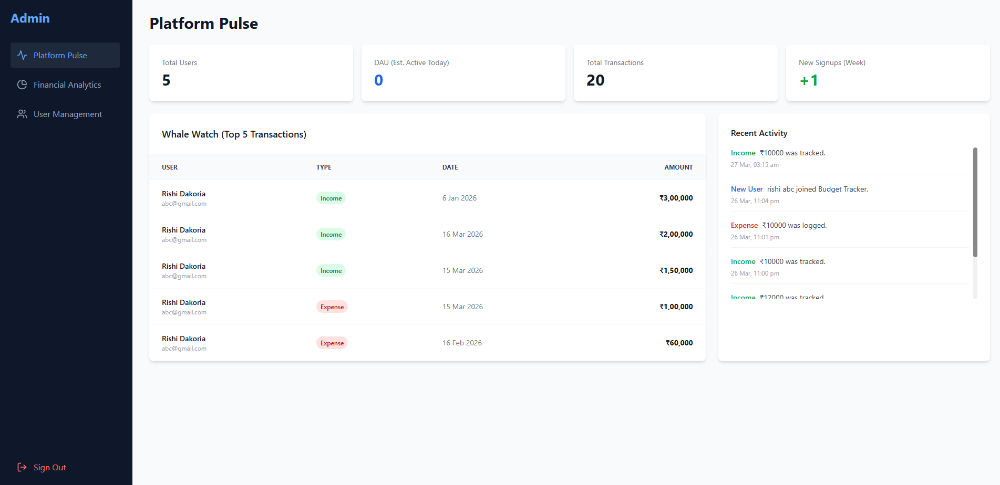 Admin
Platform Pulse
Financial Analytics
User Management
Sign Out
Platform Pulse
Total Users
5
DAU (Est. Active Today)
0
Total Transactions
20
New Signups (Week)
+1
Whale Watch (Top 5 Transactions)
USER TYPE DATE AMOUNT
Rishi Dakoria
abc@gmail.com
Income 6 Jan 2026 ₹3,00,000
Rishi Dakoria
abc@gmail.com
Income 16 Mar 2026 ₹2,00,000
Rishi Dakoria
abc@gmail.com
Income 15 Mar 2026 ₹1,50,000
Rishi Dakoria
abc@gmail.com
Expense 15 Mar 2026 ₹1,00,000
Rishi Dakoria
abc@gmail.com
Expense 16 Feb 2026 ₹60,000
Recent Activity
Income ₹10000 was tracked.
27 Mar, 03:15 am
New User rishi abc joined Budget Tracker.
26 Mar, 11:04 pm
Expense ₹10000 was logged.
26 Mar, 11:01 pm
Income ₹10000 was tracked.
26 Mar, 11:00 pm
Income ₹12000 was tracked